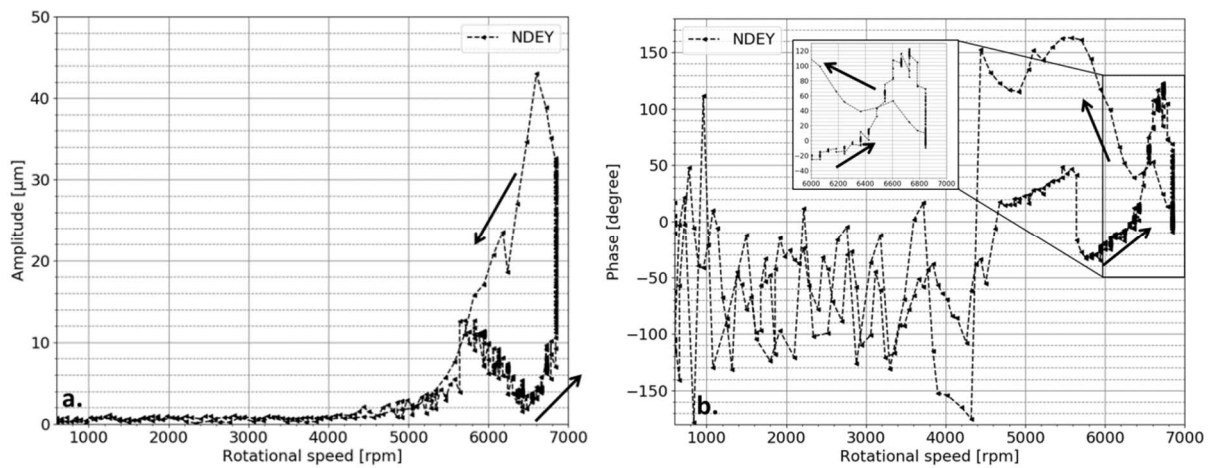 50
40
30
20
10
0
Amplitude [µm]
NDEY
a.
1000 2000 3000 4000 5000 6000 7000
Rotational speed [rpm]
150
100
50
0
−50
−100
−150
Phase [degree]
NDEY
120
100
80
60
40
20
0
−20
−40
6000 6200 6400 6600 6800 7000
b.
1000 2000 3000 4000 5000 6000 7000
Rotational speed [rpm]